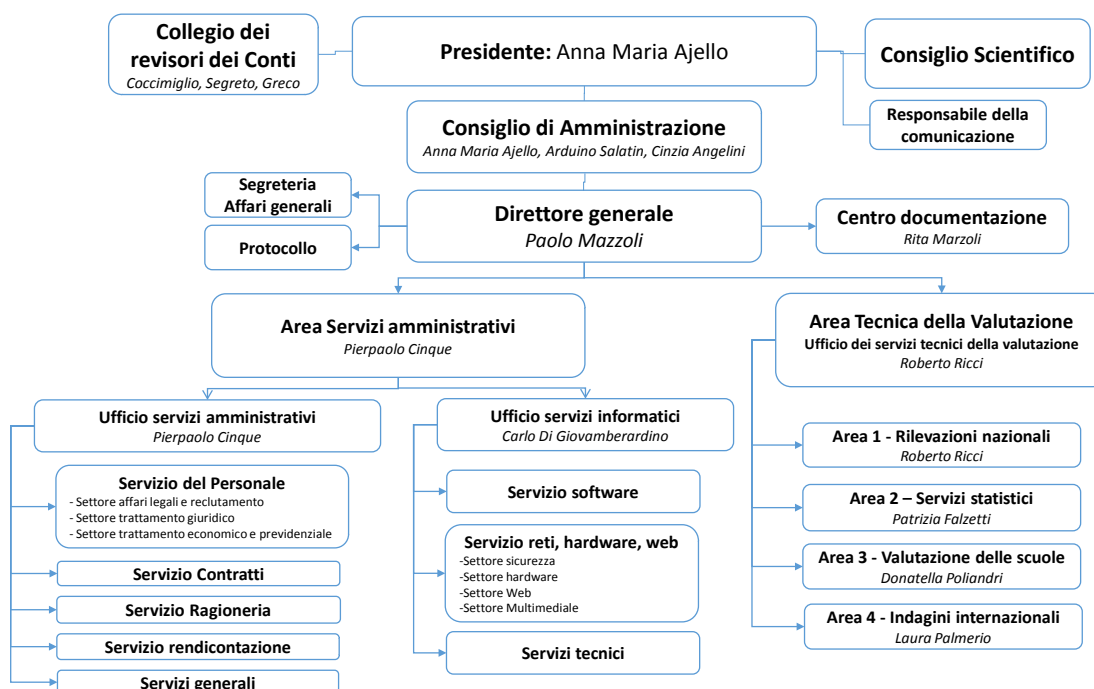 Collegio dei
revisori dei Conti
Coccimiglio, Segreto, Greco
Presidente: Anna Maria Ajello
Consiglio Scientifico
Responsabile della
comunicazione
Consiglio di Amministrazione
Anna Maria Ajello, Arduino Salatin, Cinzia Angelini
Segreteria
Affari generali
Protocollo
Direttore generale
Paolo Mazzoli
Centro documentazione
Rita Marzoli
Area Servizi amministrativi
Pierpaolo Cinque
Area Tecnica della Valutazione
Ufficio dei servizi tecnici della valutazione
Roberto Ricci
Ufficio servizi amministrativi
Pierpaolo Cinque
Servizio del Personale
- Settore affari legali e reclutamento
- Settore trattamento giuridico
- Settore trattamento economico e previdenziale
Servizio Contratti
Servizio Ragioneria
Servizio rendicontazione
Servizi generali
Ufficio servizi informatici
Carlo Di Giovamberardino
Servizio software
Servizio reti, hardware, web
-Settore sicurezza
-Settore hardware
-Settore Web
-Settore Multimediale
Servizi tecnici
Area 1 - Rilevazioni nazionali
Roberto Ricci
Area 2 – Servizi statistici
Patrizia Falzetti
Area 3 - Valutazione delle scuole
Donatella Poliandri
Area 4 - Indagini internazionali
Laura Palmerio